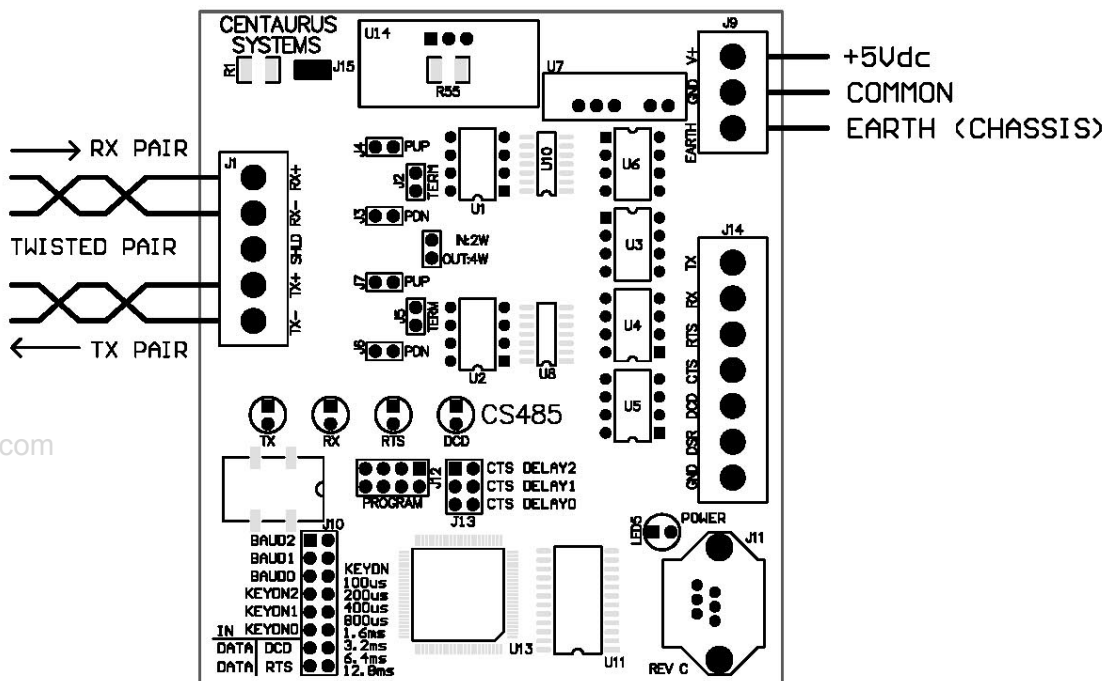 CENTAURUS
SYSTEMS
R1
J15
U14
R55
U7
J9
V+
GND
EARTH
+5Vdc
COMMON
EARTH (CHASSIS)
RX PAIR
TWISTED PAIR
TX PAIR
J1
RX+
RX-
SHLD
TX+
TX-
J4
PUP
J2
TERM
J3
PDN
IN:2W
OUT:4W
J7
PUP
J5
TERM
J6
PDN
U1
U10
U6
U3
U2
U8
U4
U5
J14
TX
RX
RTS
CTS
DCD
DSR
GND
TX
RX
RTS
DCD
CS485
.com
J12
PROGRAM
CTS DELAY2
CTS DELAY1
CTS DELAY0
J13
LED5
POWER
J11
REV C
J10
BAUD2
BAUD1
BAUD0
KEYDN2
KEYDN1
IN KEYDN0
DATA DCD
DATA RTS
KEYDN
100us
200us
400us
800us
1.6ms
3.2ms
6.4ms
12.8ms
U13
U11